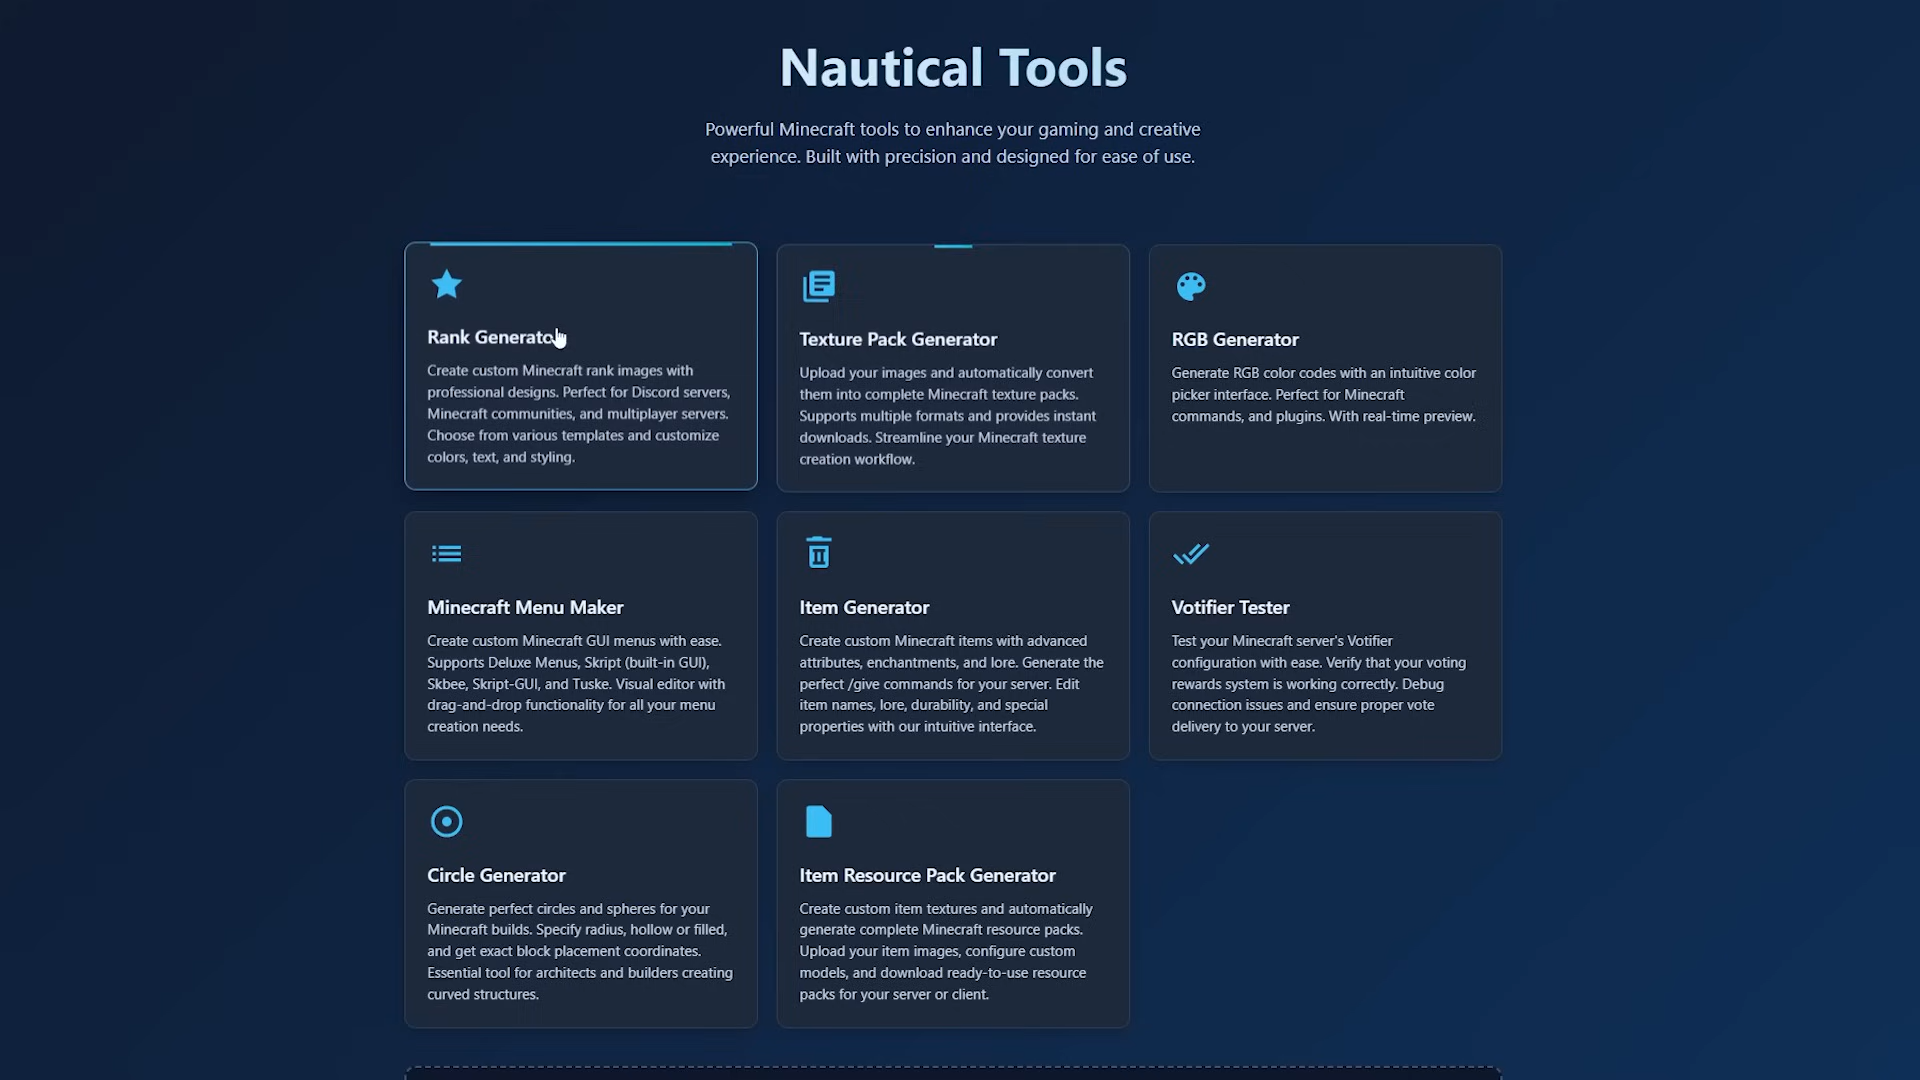 Nautical Tools
Powerful Minecraft tools to enhance your gaming and creative
experience. Built with precision and designed for ease of use.
Rank Generator
Create custom Minecraft rank images with
professional designs. Perfect for Discord servers,
Minecraft communities, and multiplayer servers.
Choose from various templates and customize
colors, text, and styling.
Texture Pack Generator
Upload your images and automatically convert
them into complete Minecraft texture packs.
Supports multiple formats and provides instant
downloads. Streamline your Minecraft texture
creation workflow.
RGB Generator
Generate RGB color codes with an intuitive color
picker interface. Perfect for Minecraft
commands, and plugins. With real-time preview.
Minecraft Menu Maker
Create custom Minecraft GUI menus with ease.
Supports Deluxe Menus, Skript (built-in GUI),
Skbee, Skript-GUI, and Tuske. Visual editor with
drag-and-drop functionality for all your menu
creation needs.
Item Generator
Create custom Minecraft items with advanced
attributes, enchantments, and lore. Generate the
perfect /give commands for your server. Edit
item names, lore, durability, and special
properties with our intuitive interface.
Votifier Tester
Test your Minecraft server's Votifier
configuration with ease. Verify that your voting
rewards system is working correctly. Debug
connection issues and ensure proper vote
delivery to your server.
Circle Generator
Generate perfect circles and spheres for your
Minecraft builds. Specify radius, hollow or filled,
and get exact block placement coordinates.
Essential tool for architects and builders creating
curved structures.
Item Resource Pack Generator
Create custom item textures and automatically
generate complete Minecraft resource packs.
Upload your item images, configure custom
models, and download ready-to-use resource
packs for your server or client.